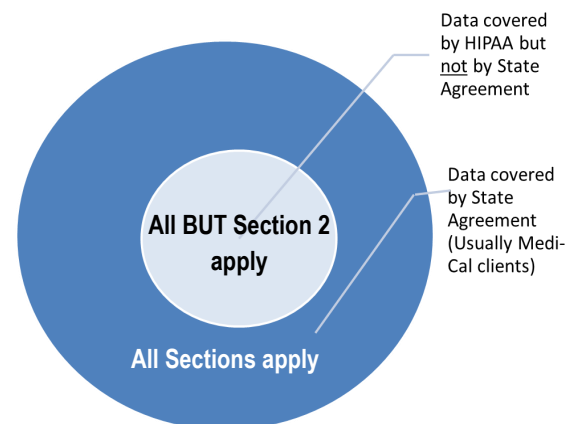 Data covered
by HIPAA but
not by State
Agreement
Data covered
by State
Agreement
(Usually Medi-
Cal clients)
All BUT Section 2
apply
All Sections apply